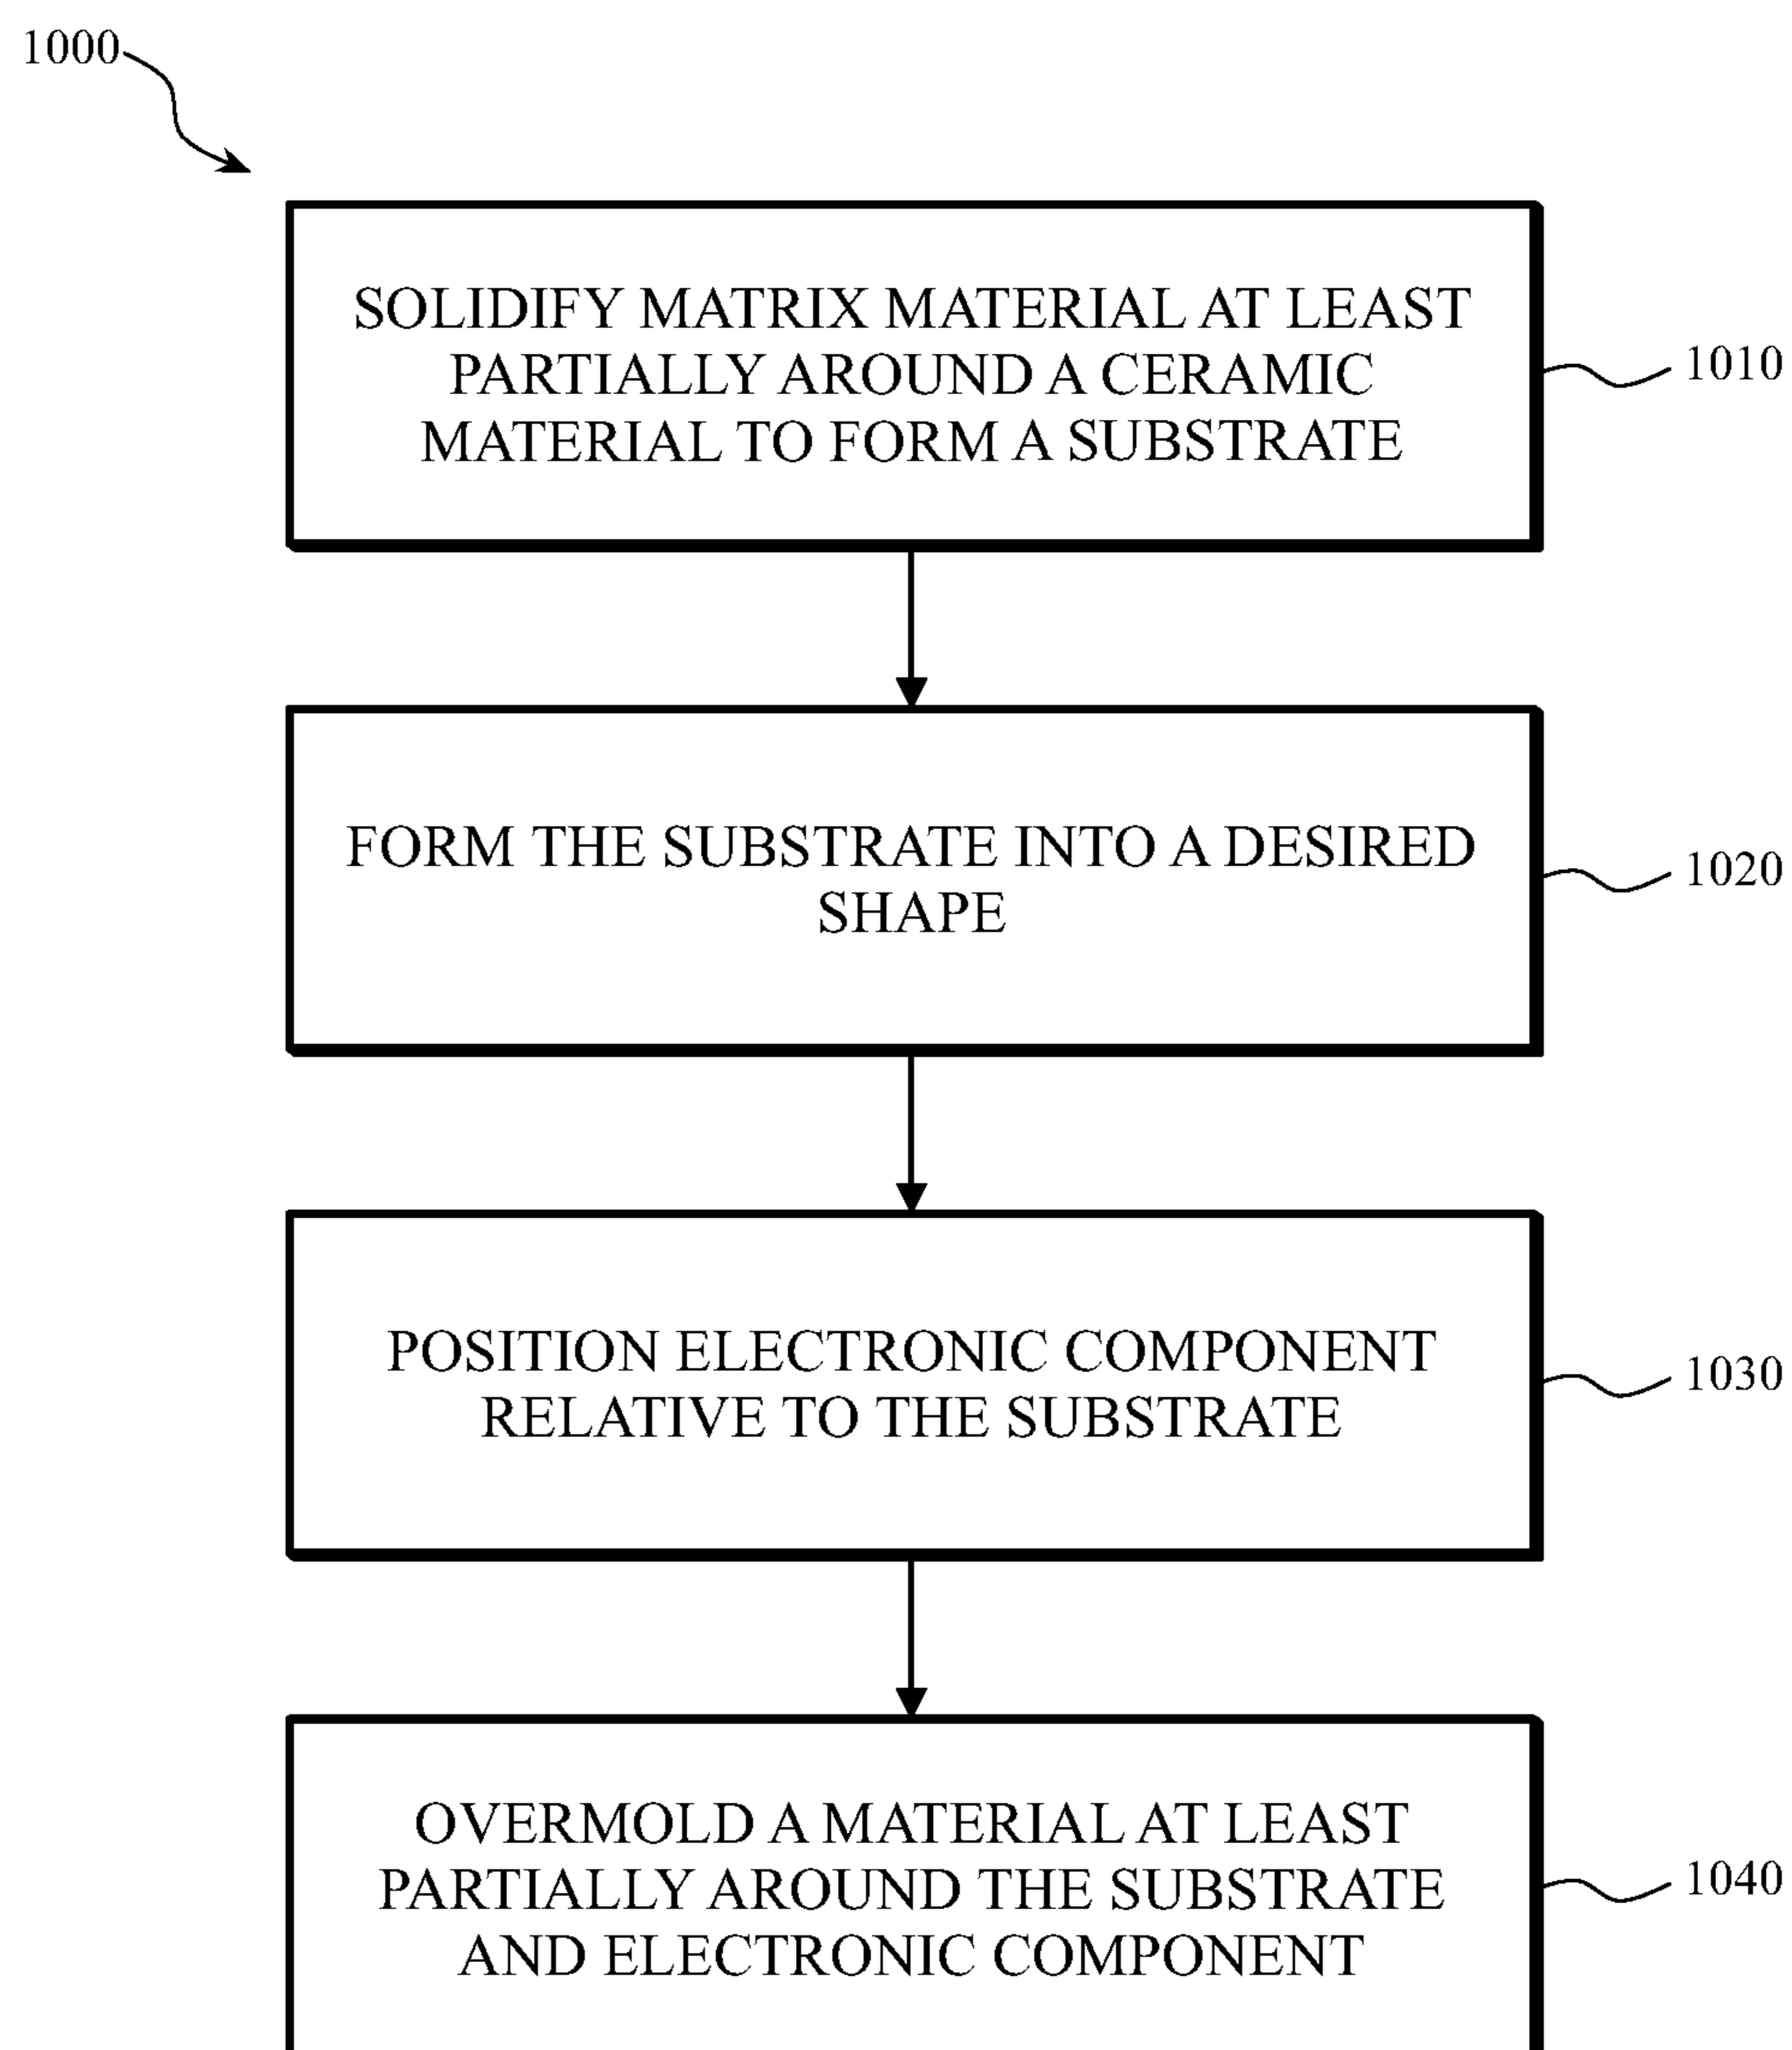 1000
SOLIDIFY MATRIX MATERIAL AT LEAST
PARTIALLY AROUND A CERAMIC
MATERIAL TO FORM A SUBSTRATE
1010
FORM THE SUBSTRATE INTO A DESIRED
SHAPE
1020
POSITION ELECTRONIC COMPONENT
RELATIVE TO THE SUBSTRATE
1030
OVERMOLD A MATERIAL AT LEAST
PARTIALLY AROUND THE SUBSTRATE
AND ELECTRONIC COMPONENT
1040